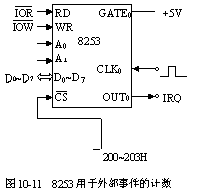 IOR RD GATE₀ +5V
IOW WR
A₀ 8253
A₁ CLK₀
D₀~D₇ D₀~D₇
CS OUT₀ IRQ
200~203H
图10-11 8253用于外部事件的计数